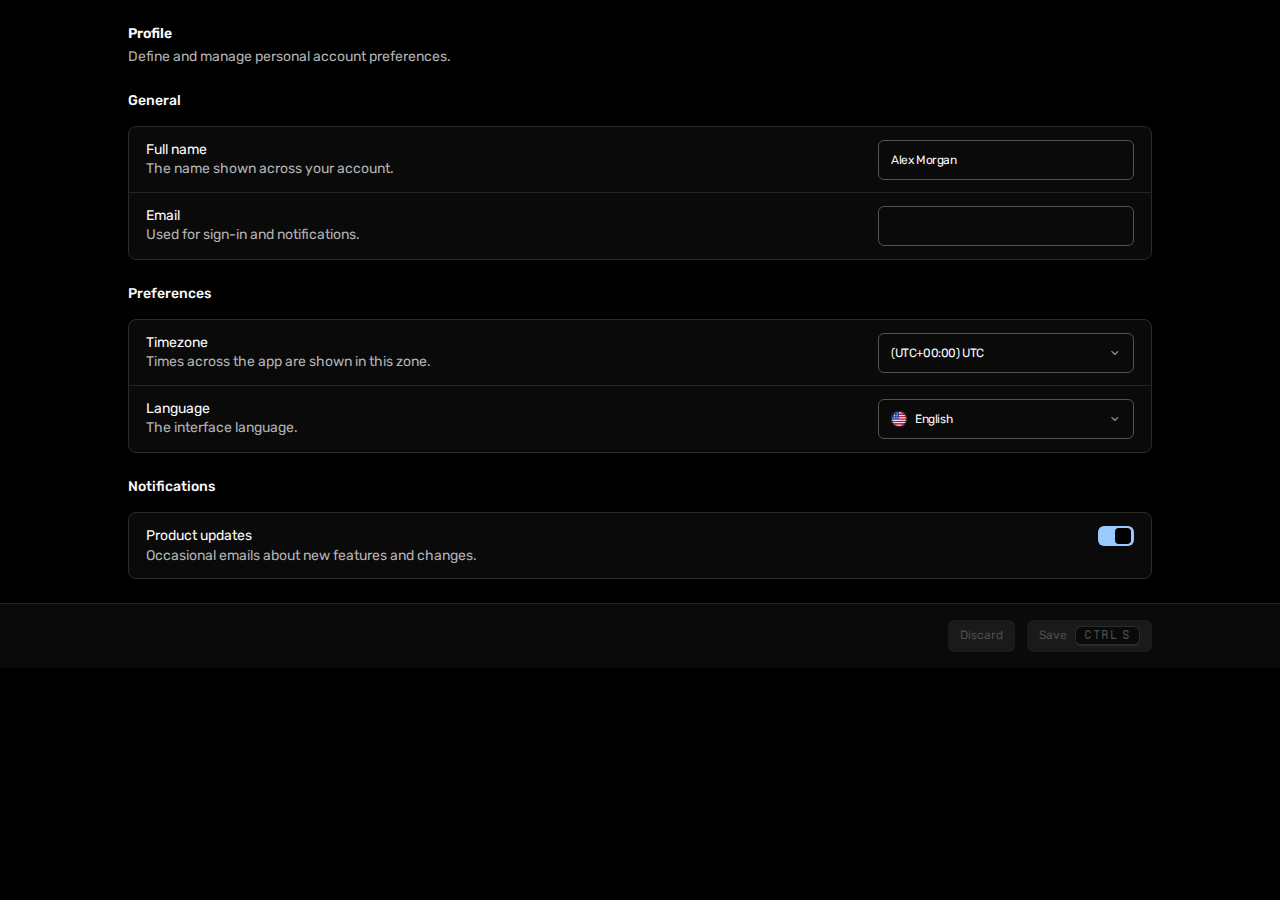 Profile
Define and manage personal account preferences.
General
Full name
The name shown across your account.
Alex Morgan
Email
Used for sign-in and notifications.
Preferences
Timezone
Times across the app are shown in this zone.
(UTC+00:00) UTC
Language
The interface language.
English
Notifications
Product updates
Occasional emails about new features and changes.
Discard
Save CTRL S